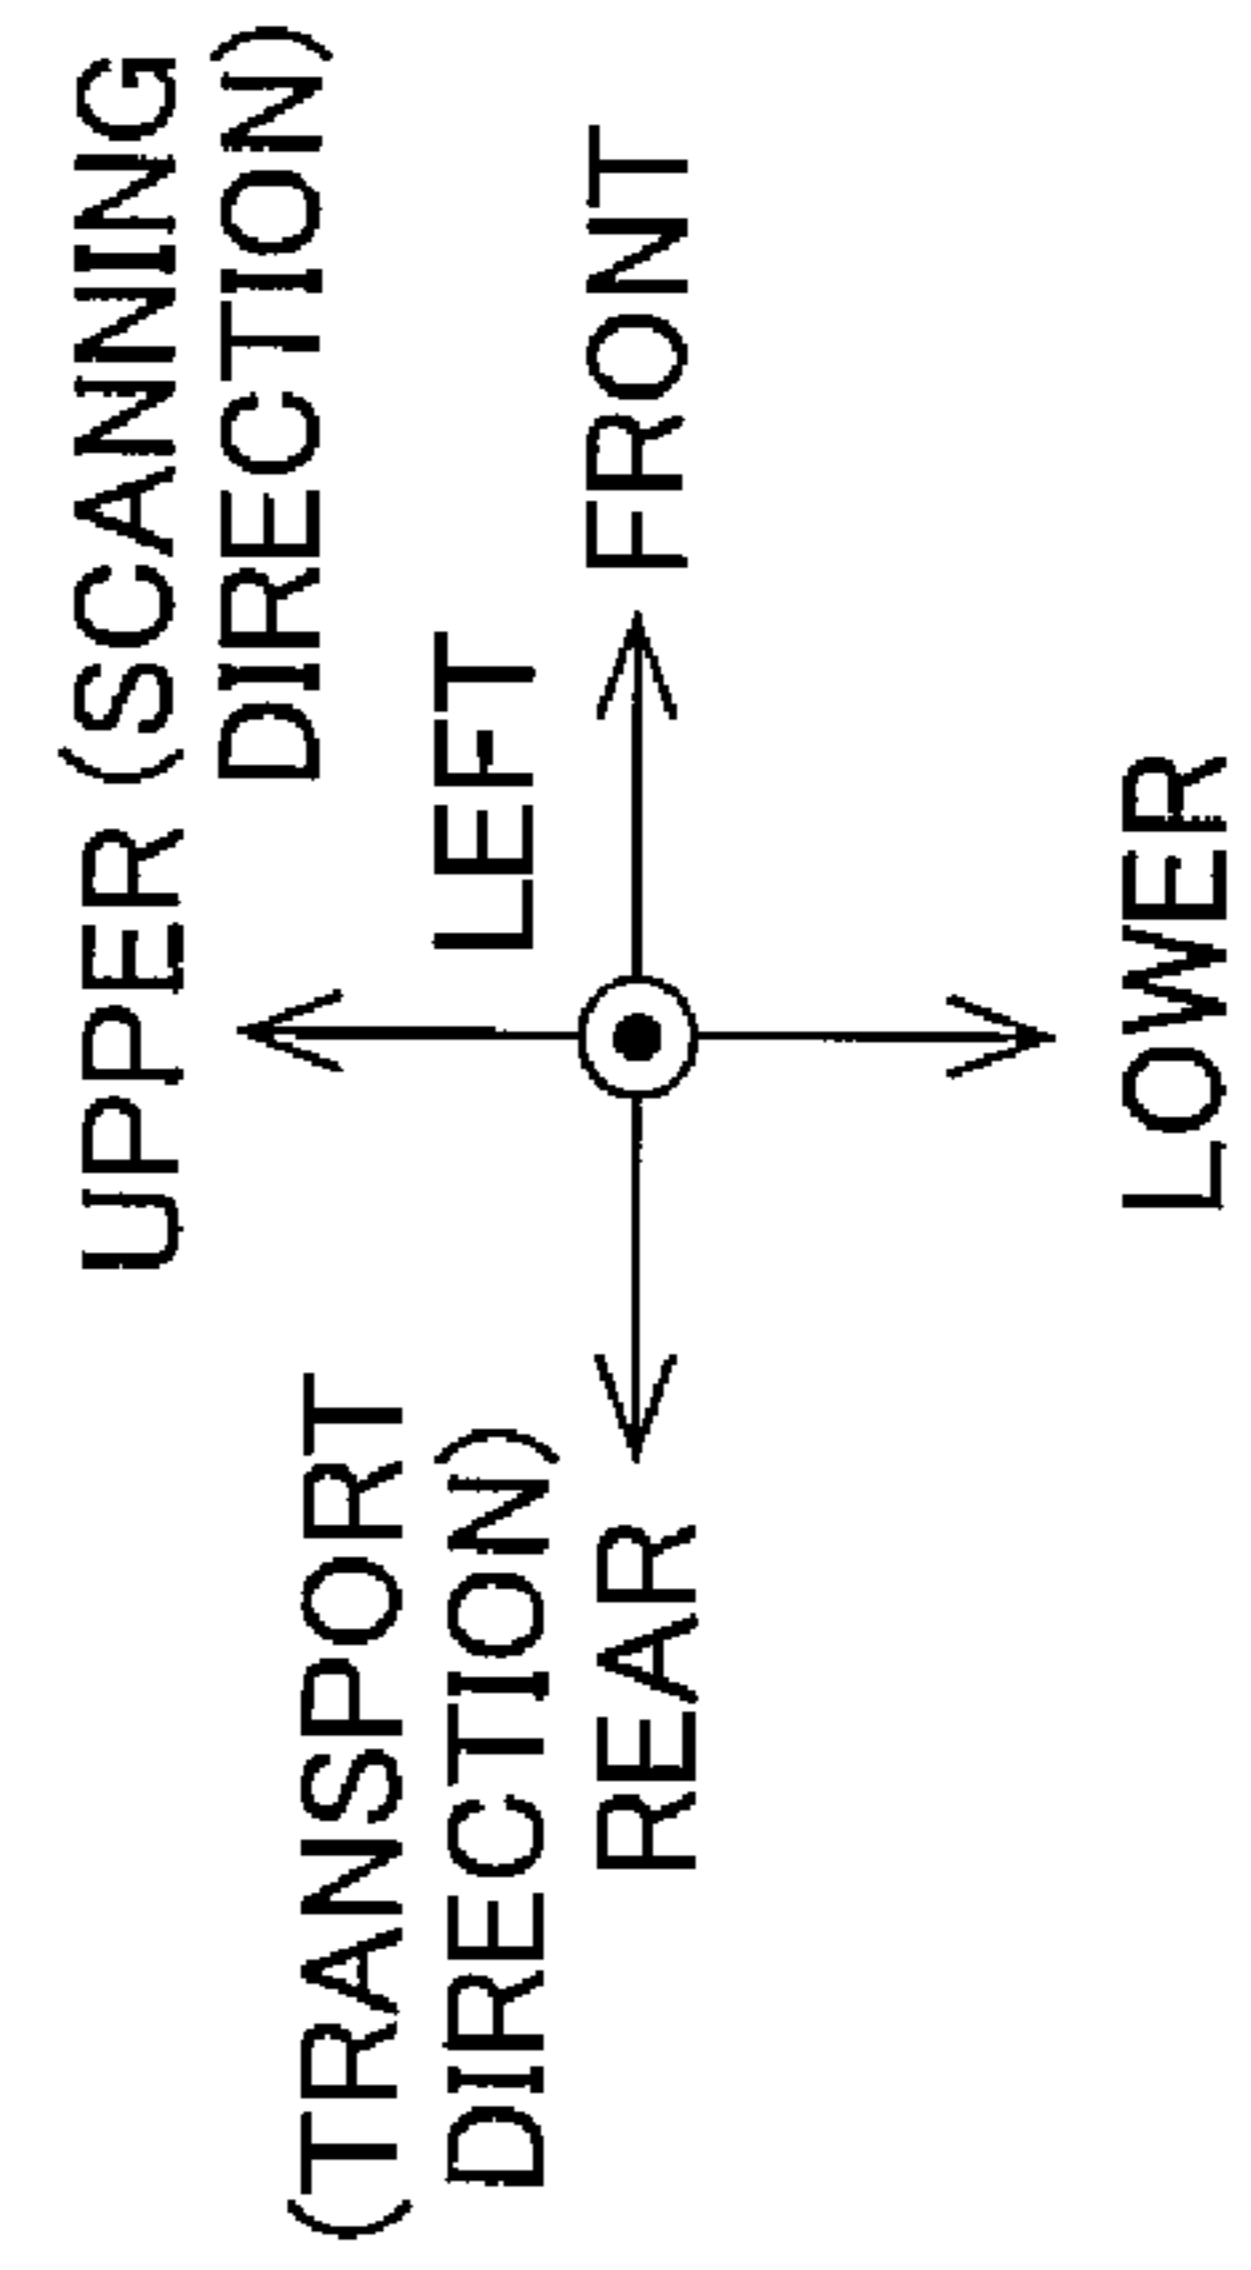 UPPER (SCANNING
DIRECTION)
(TRANSPORT
DIRECTION)
REAR
LEFT
FRONT
LOWER